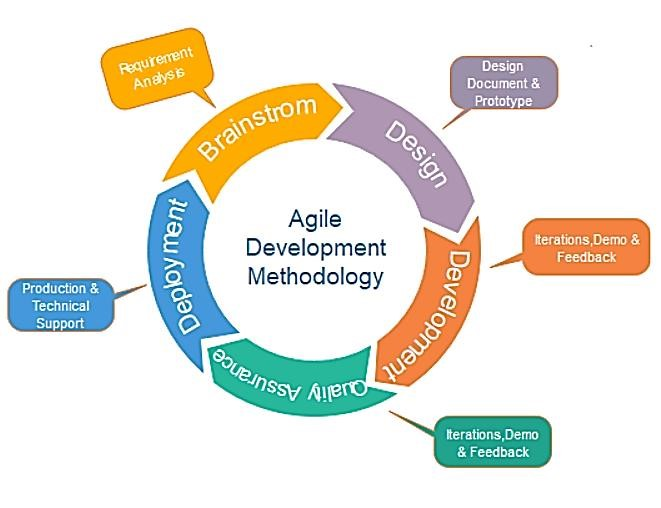 Requirement
Analysis
Brainstrom
Design
Document &
Prototype
Design
Agile
Development
Methodology
Iterations,Demo &
Feedback
Development
Deployment
Production &
Technical
Support
Quality Assurance
Iterations,Demo
& Feedback